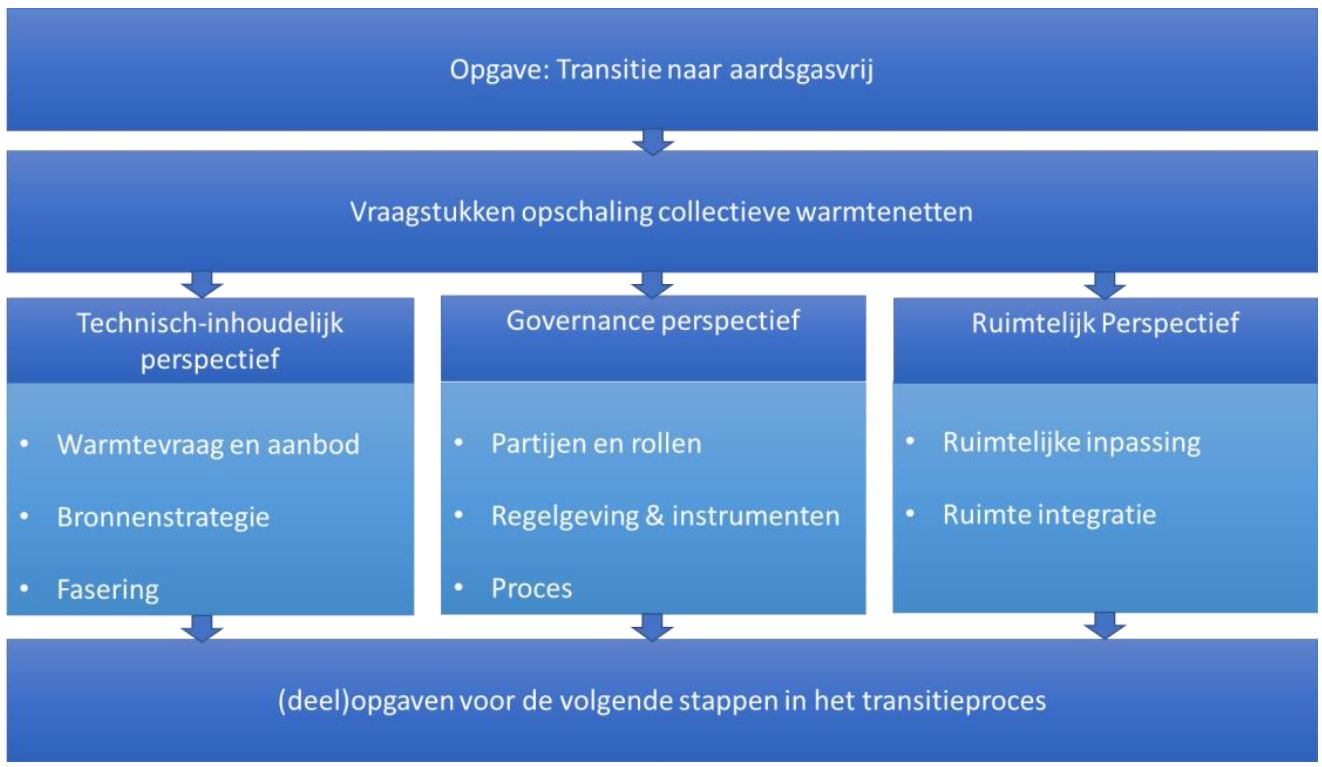 Opgave: Transitie naar aardsgasvrij
Vraagstukken opschaling collectieve warmtenetten
Technisch-inhoudelijk
perspectief
• Warmtevraag en aanbod
• Bronnenstrategie
• Fasering
Governance perspectief
• Partijen en rollen
• Regelgeving & instrumenten
• Proces
Ruimtelijk Perspectief
• Ruimtelijke inpassing
• Ruimte integratie
(deel)opgaven voor de volgende stappen in het transitieproces